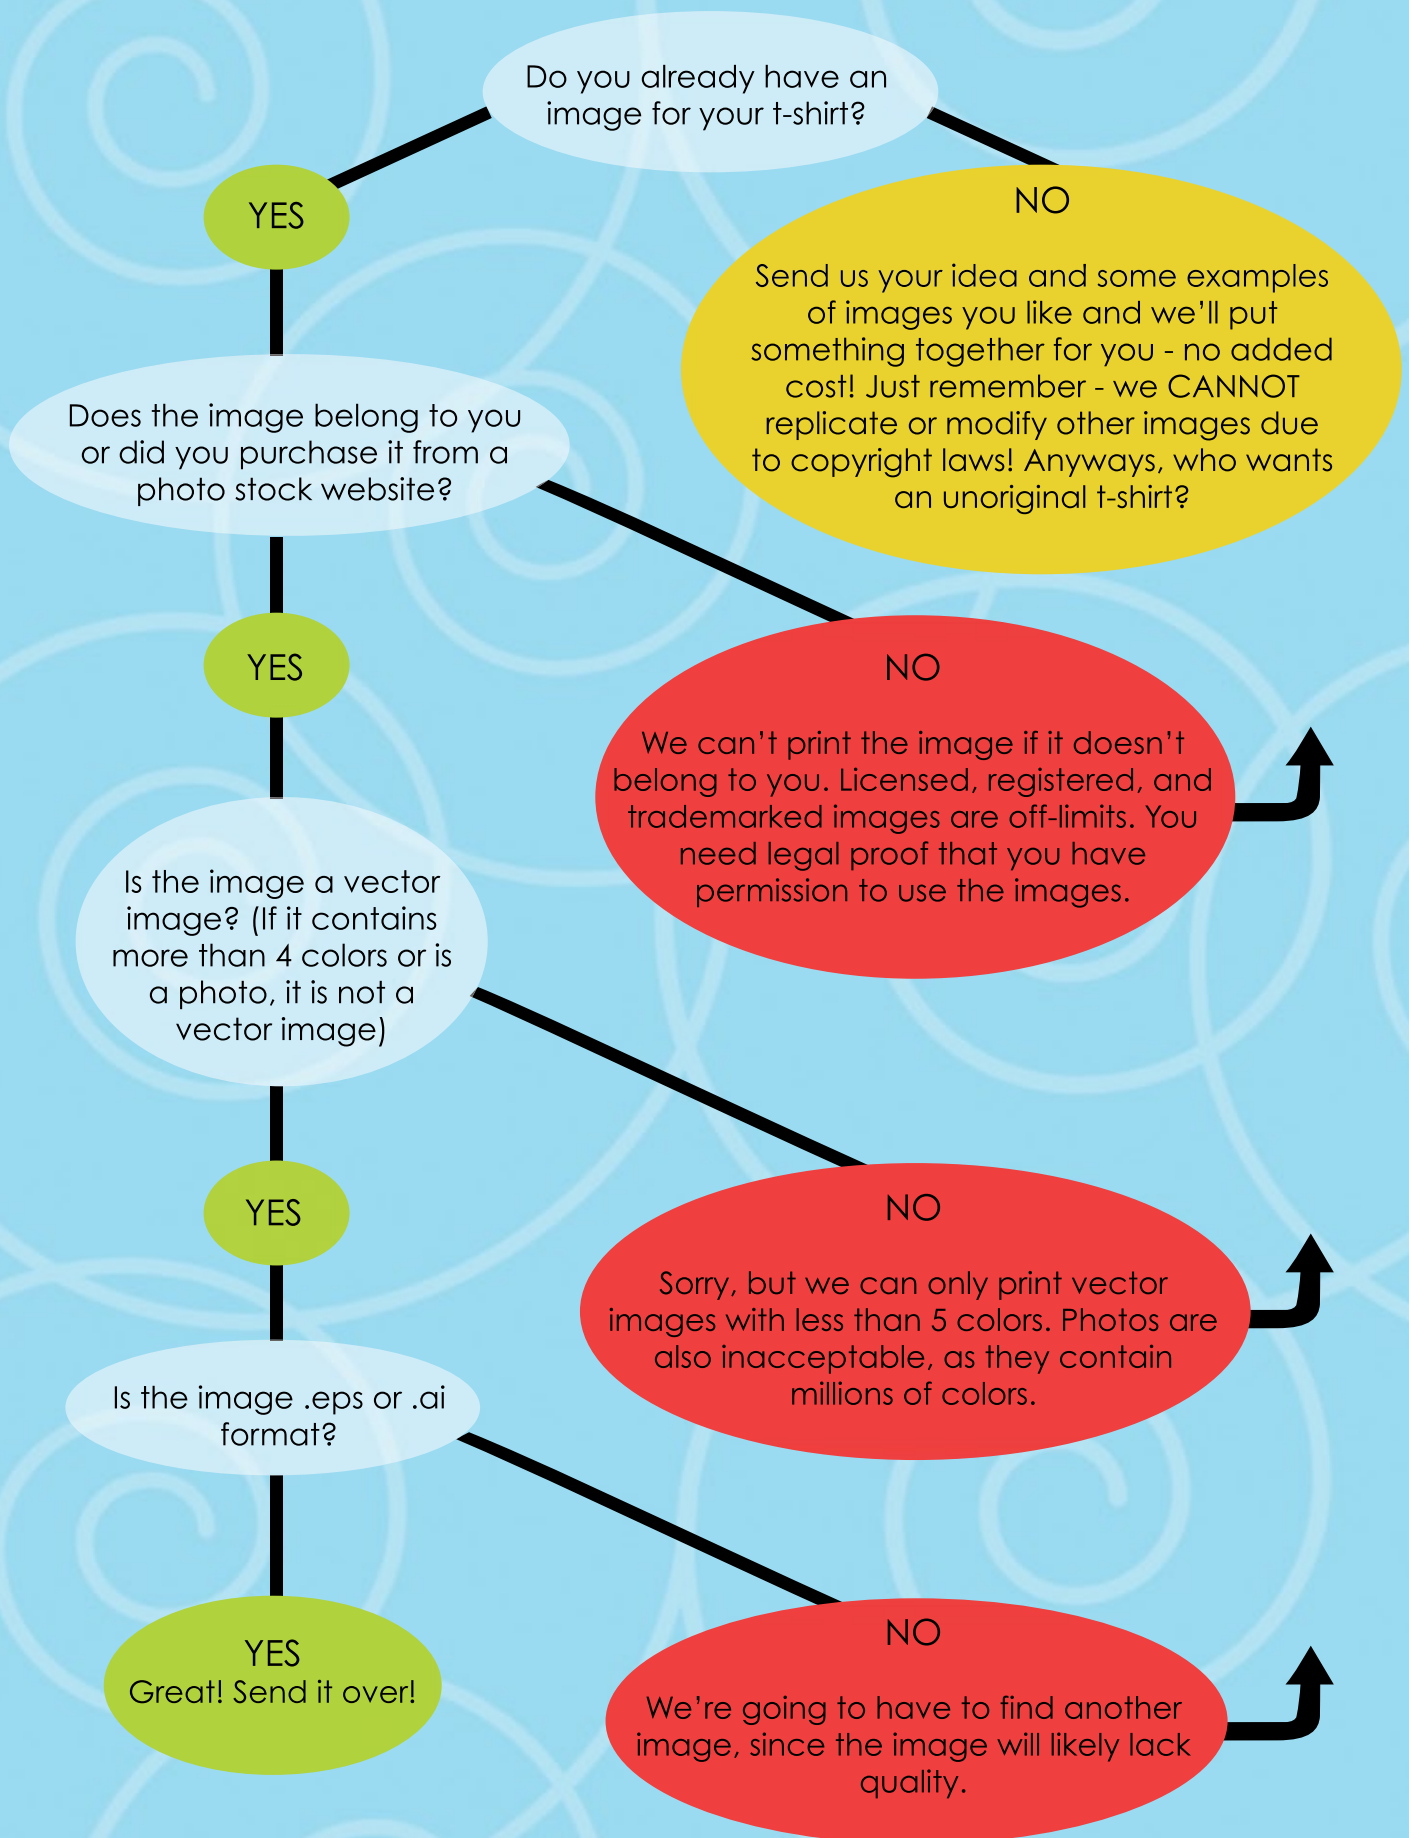 Do you already have an
image for your t-shirt?
YES
NO
Send us your idea and some examples
of images you like and we'll put
something together for you - no added
cost! Just remember - we CANNOT
replicate or modify other images due
to copyright laws! Anyways, who wants
an unoriginal t-shirt?
Does the image belong to you
or did you purchase it from a
photo stock website?
YES
NO
We can't print the image if it doesn't
belong to you. Licensed, registered, and
trademarked images are off-limits. You
need legal proof that you have
permission to use the images.
Is the image a vector
image? (If it contains
more than 4 colors or is
a photo, it is not a
vector image)
YES
NO
Sorry, but we can only print vector
images with less than 5 colors. Photos are
also inacceptable, as they contain
millions of colors.
Is the image .eps or .ai
format?
YES
Great! Send it over!
NO
We're going to have to find another
image, since the image will likely lack
quality.